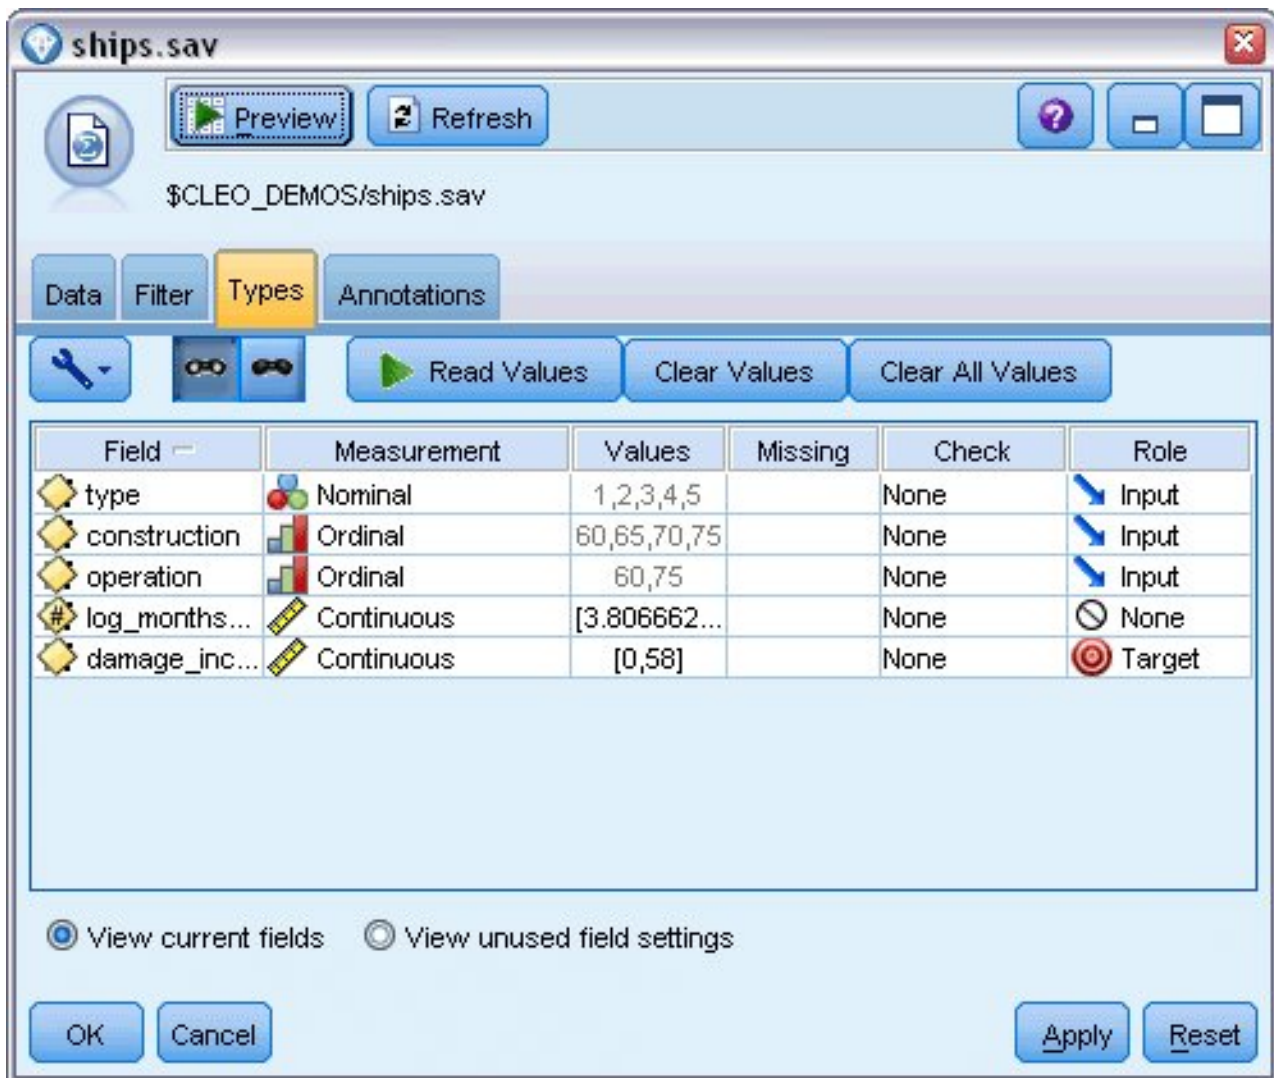 ships.sav
Preview Refresh
$CLEO_DEMOS/ships.sav
Data Filter Types Annotations
Read Values Clear Values Clear All Values
Field Measurement Values Missing Check Role
type Nominal 1,2,3,4,5 None Input
construction Ordinal 60,65,70,75 None Input
operation Ordinal 60,75 None Input
log_months... Continuous [3.806662... None None
damage_inc... Continuous [0,58] None Target
View current fields View unused field settings
OK Cancel Apply Reset